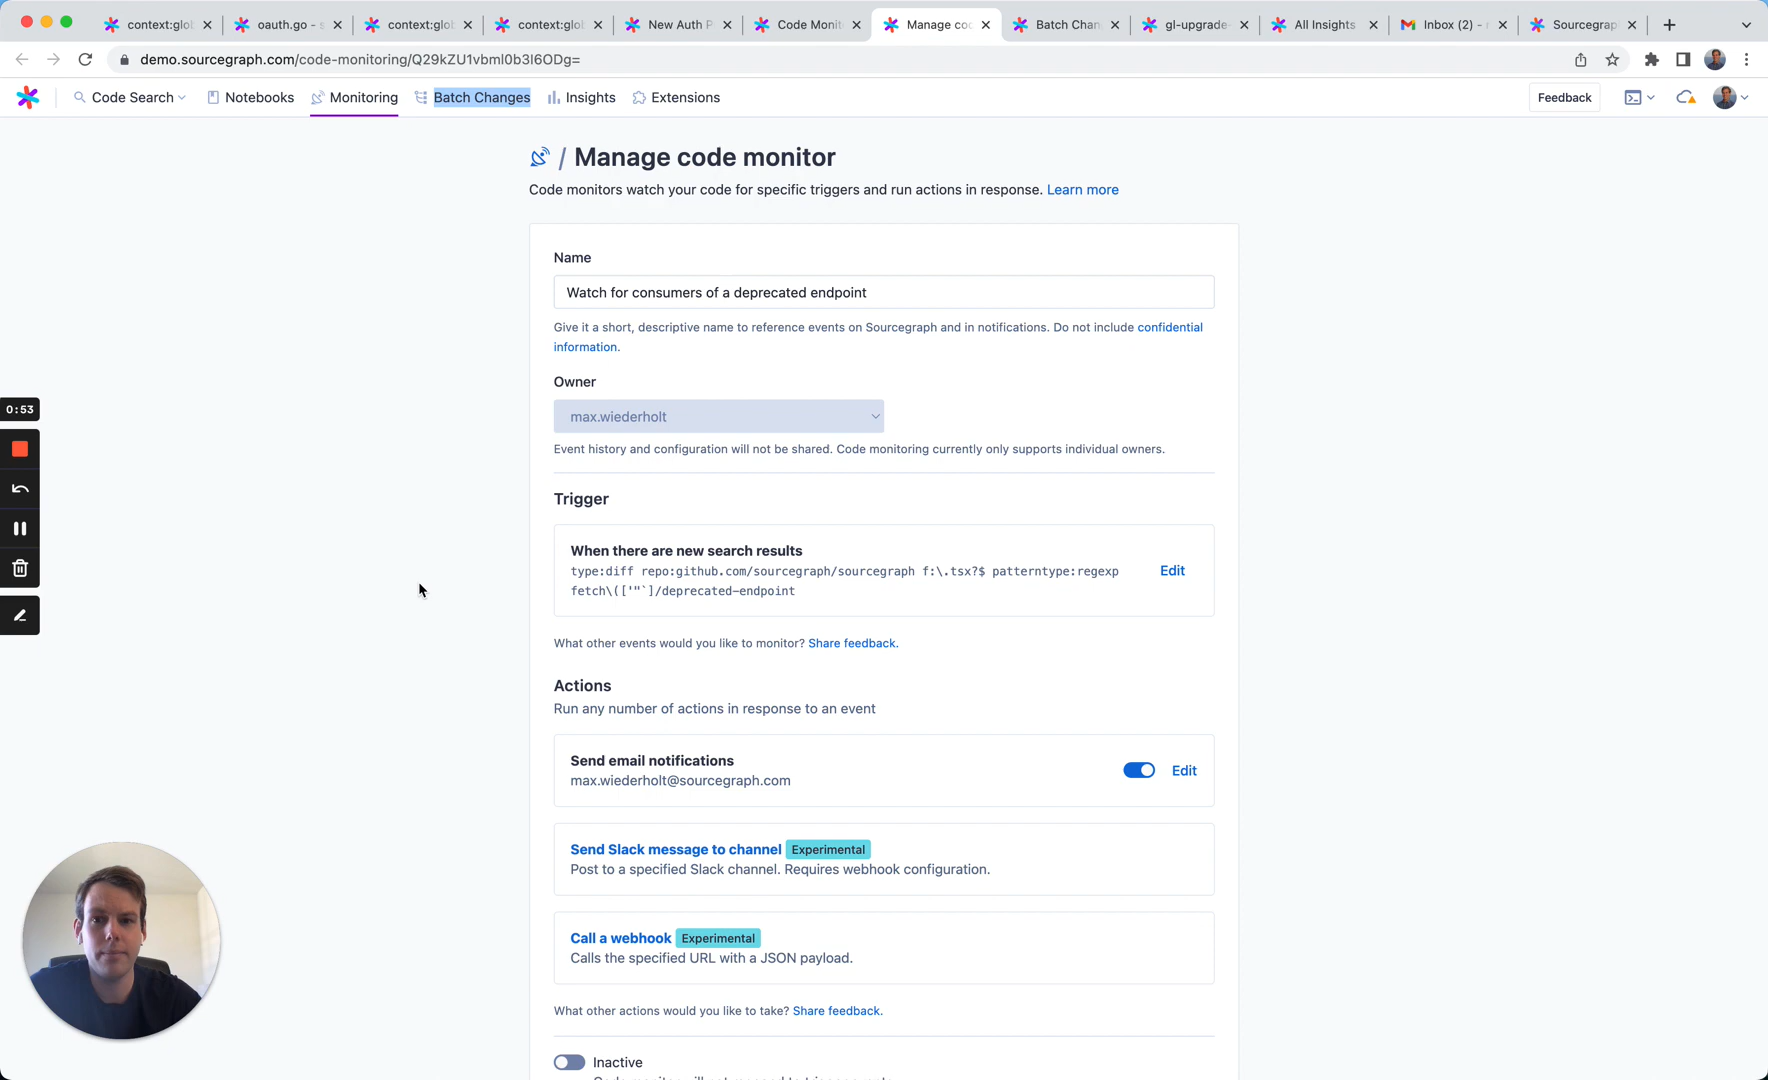 context:glob
oauth.go - s
context:glob
context:glob
New Auth P
Code Monit
Manage co
Batch Chan
gl-upgrade-
All Insights
Inbox (2) -
Sourcegrap
demo.sourcegraph.com/code-monitoring/Q29kZU1vbml0b3I6ODg=
Code Search
Notebooks
Monitoring
Batch Changes
Insights
Extensions
Feedback
/ Manage code monitor
Code monitors watch your code for specific triggers and run actions in response. Learn more
Name
Watch for consumers of a deprecated endpoint
Give it a short, descriptive name to reference events on Sourcegraph and in notifications. Do not include confidential
information.
Owner
max.wiederholt
Event history and configuration will not be shared. Code monitoring currently only supports individual owners.
0:53
Trigger
When there are new search results
type:diff repo:github.com/sourcegraph/sourcegraph f:\.tsx?$ patterntype:regexp
fetch\(['"`]/deprecated-endpoint
Edit
What other events would you like to monitor? Share feedback.
Actions
Run any number of actions in response to an event
Send email notifications
max.wiederholt@sourcegraph.com
Edit
Send Slack message to channel Experimental
Post to a specified Slack channel. Requires webhook configuration.
Call a webhook Experimental
Calls the specified URL with a JSON payload.
What other actions would you like to take? Share feedback.
Inactive